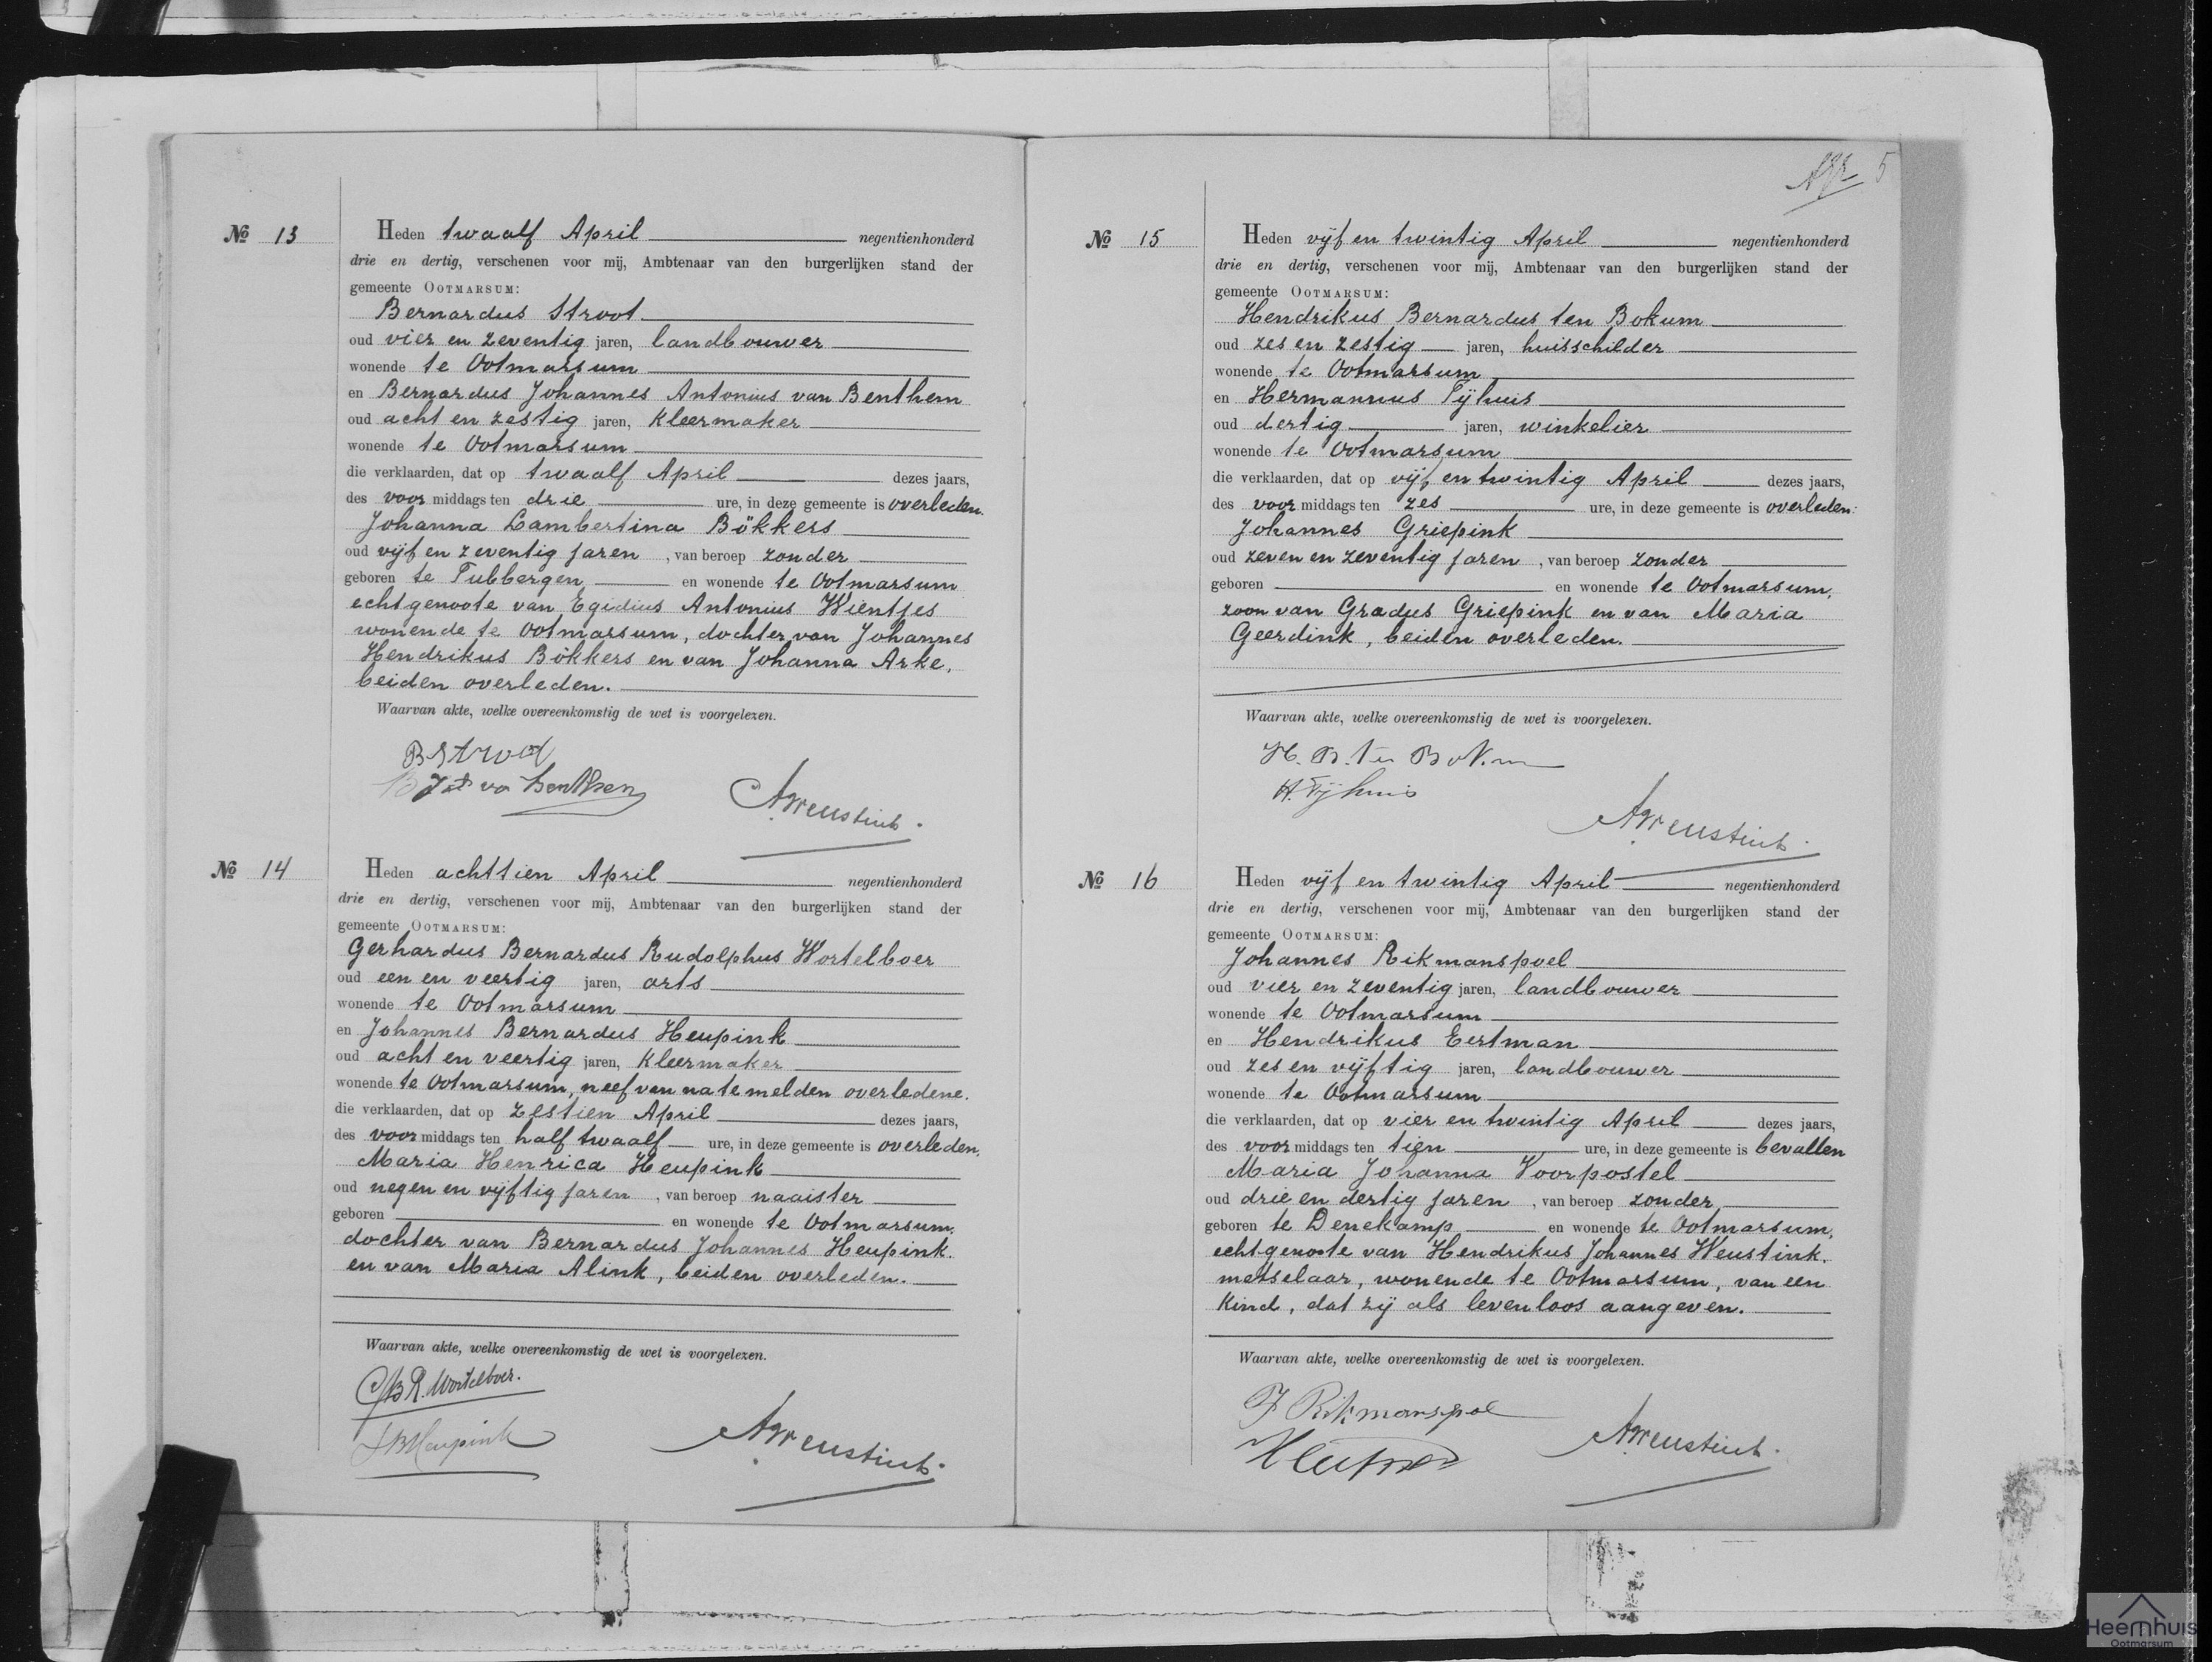 No 13
Heden twaalf April negentienhonderd
drie en dertig, verschenen voor mij, Ambtenaar van den burgerlijken stand der
gemeente OOTMARSUM:
Bernardus Stroot
oud vier en zeventig jaren, landbouwer
wonende te Ootmarsum
en Bernardus Johannes Antonius van Benthem
oud acht en zestig jaren, kleermaker
wonende te Ootmarsum
die verklaarden, dat op twaalf April dezes jaars,
des voor middags ten drie ure, in deze gemeente is overleden.
Johanna Lambertina Bökkers
oud vijf en zeventig jaren, van beroep zonder
geboren te Tubbergen en wonende te Ootmarsum
echtgenoote van Egidius Antonius Wientjes
wonende te Ootmarsum, dochter van Johannes
Hendrikus Bökkers en van Johanna Arke,
beiden overleden.
Waarvan akte, welke overeenkomstig de wet is voorgelezen.
B Stroot
BJA va Benthen
AWeustink.
No 14
Heden achttien April negentienhonderd
drie en dertig, verschenen voor mij, Ambtenaar van den burgerlijken stand der
gemeente OOTMARSUM:
Gerhardus Bernardus Rudolphus Wortelboer
oud een en veertig jaren, arts
wonende te Ootmarsum
en Johannes Bernardus Heupink
oud acht en veertig jaren, kleermaker
wonende te Ootmarsum, neef van na te melden overledene.
die verklaarden, dat op zestien April dezes jaars,
des voor middags ten half twaalf ure, in deze gemeente is overleden.
Maria Henrica Heupink
oud negen en vijftig jaren, van beroep naaister
geboren en wonende te Ootmarsum,
dochter van Bernardus Johannes Heupink.
en van Maria Alink, beiden overleden.
Waarvan akte, welke overeenkomstig de wet is voorgelezen.
GBR. Wortelboer.
JBHeupink
AWeustink.
5
No 15
Heden vijf en twintig April negentienhonderd
drie en dertig, verschenen voor mij, Ambtenaar van den burgerlijken stand der
gemeente OOTMARSUM:
Hendrikus Bernardus ten Bokum
oud zes en zestig jaren, huisschilder
wonende te Ootmarsum
en Hermannus Tijhuis
oud dertig jaren, winkelier
wonende te Ootmarsum
die verklaarden, dat op vijf en twintig April dezes jaars,
des voor middags ten zes ure, in deze gemeente is overleden:
Johannes Griepink
oud zeven en zeventig jaren, van beroep zonder
geboren en wonende te Ootmarsum,
zoon van Gradus Griepink en van Maria
Geerdink, beiden overleden.
Waarvan akte, welke overeenkomstig de wet is voorgelezen.
H. B. Ten Bokum
H. Tijhuis
AWeustink.
No 16
Heden vijf en twintig April negentienhonderd
drie en dertig, verschenen voor mij, Ambtenaar van den burgerlijken stand der
gemeente OOTMARSUM:
Johannes Rikmanspoel
oud vier en zeventig jaren, landbouwer
wonende te Ootmarsum
en Hendrikus Eertman
oud zes en vijftig jaren, landbouwer
wonende te Ootmarsum
die verklaarden, dat op vier en twintig April dezes jaars,
des voor middags ten tien ure, in deze gemeente is bevallen
Maria Johanna Voorpostel
oud drie en dertig jaren, van beroep zonder
geboren te Denekamp en wonende te Ootmarsum,
echtgenoote van Hendrikus Johannes Weustink.
metselaar, wonende te Ootmarsum, van een
kind, dat zij als levenloos aangeven.
Waarvan akte, welke overeenkomstig de wet is voorgelezen.
J Rikmanspoel
AWeustink.
Heemhuis
Ootmarsum